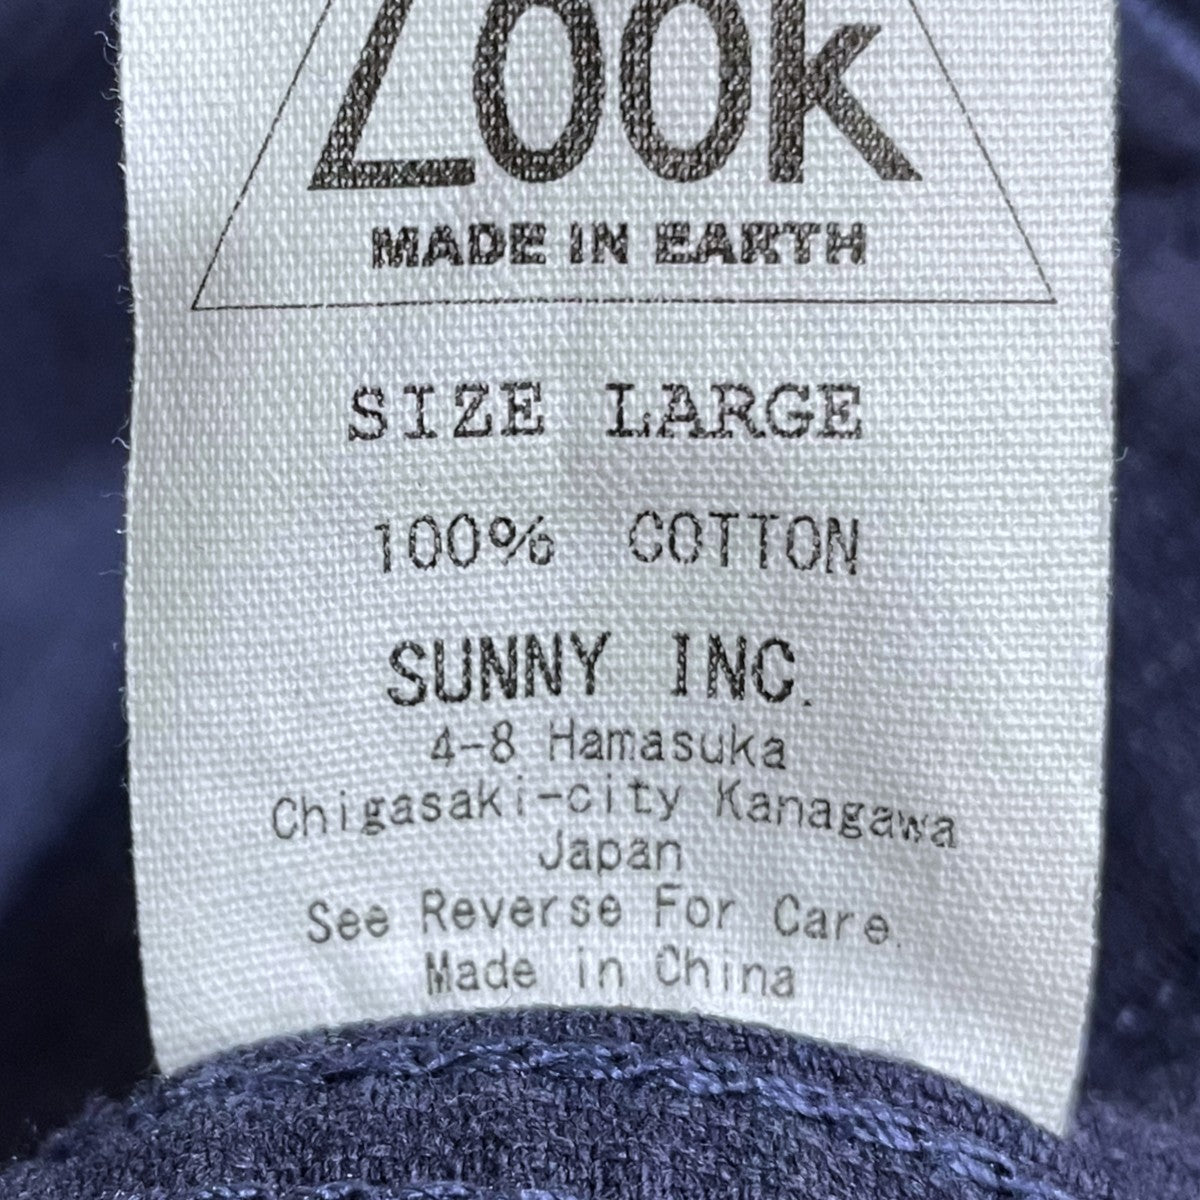 Look
MADE IN EARTH
SIZE LARGE
100% COTTON
SUNNY INC.
4-8 Hamasuka
Chigasaki-city Kanagawa
Japan
See Reverse For Care.
Made in China